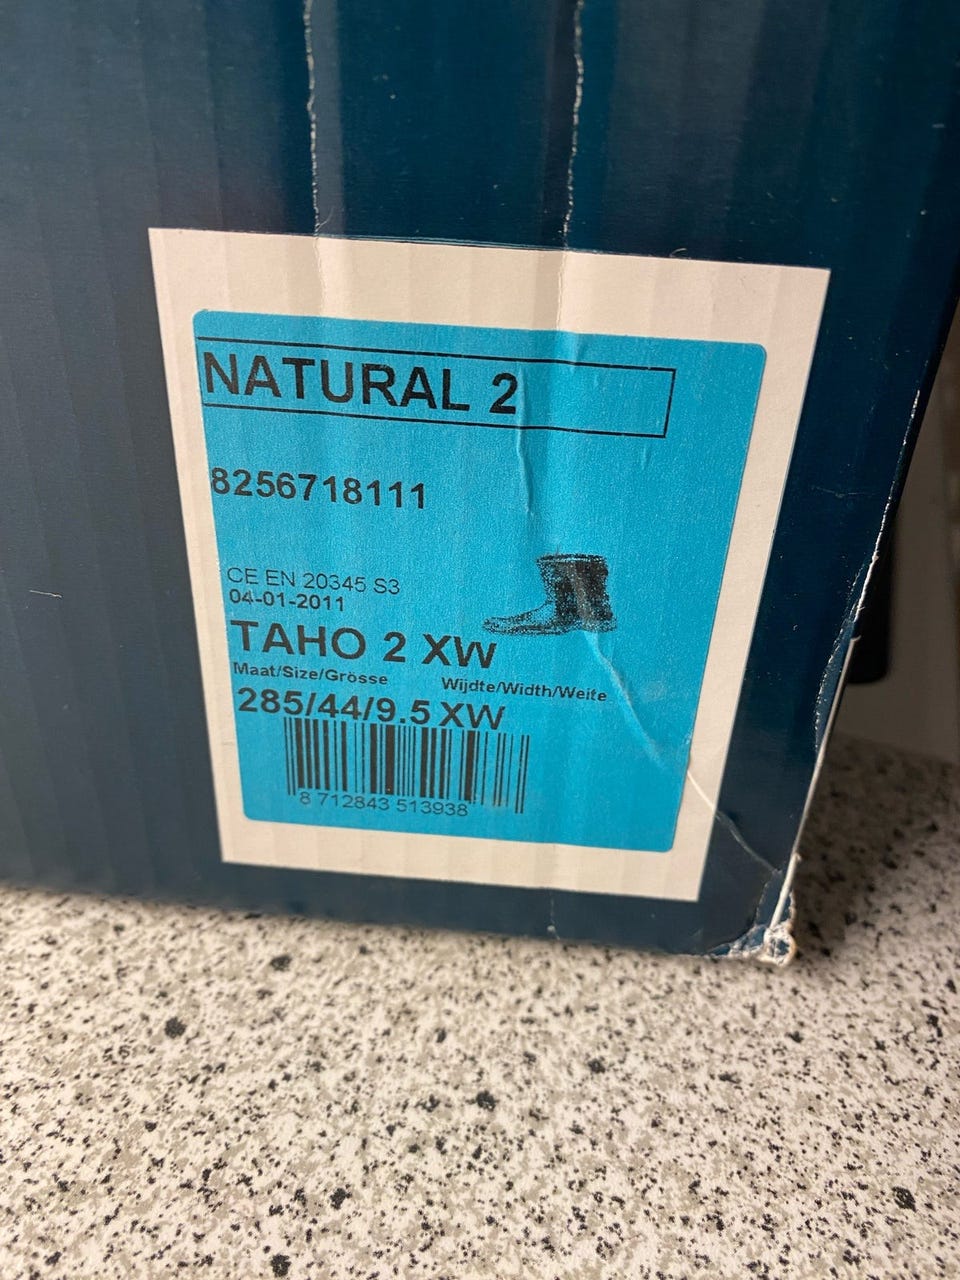 NATURAL 2
8256718111
CE EN 20345 S3
04-01-2011
TAHO 2 XW
Maat/Size/Grösse Wijdte/Width/Weite
285/44/9.5 XW
8 712843 513938